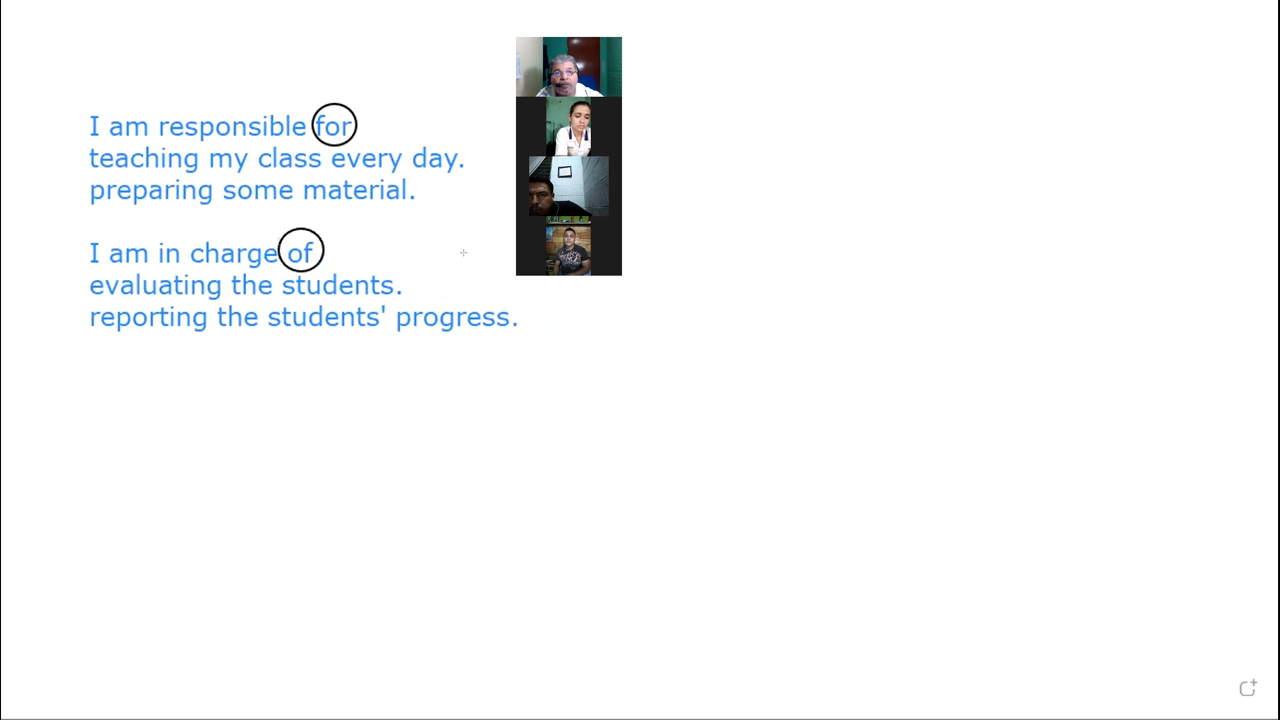 I am responsible for
teaching my class every day.
preparing some material.
I am in charge of
evaluating the students.
reporting the students' progress.